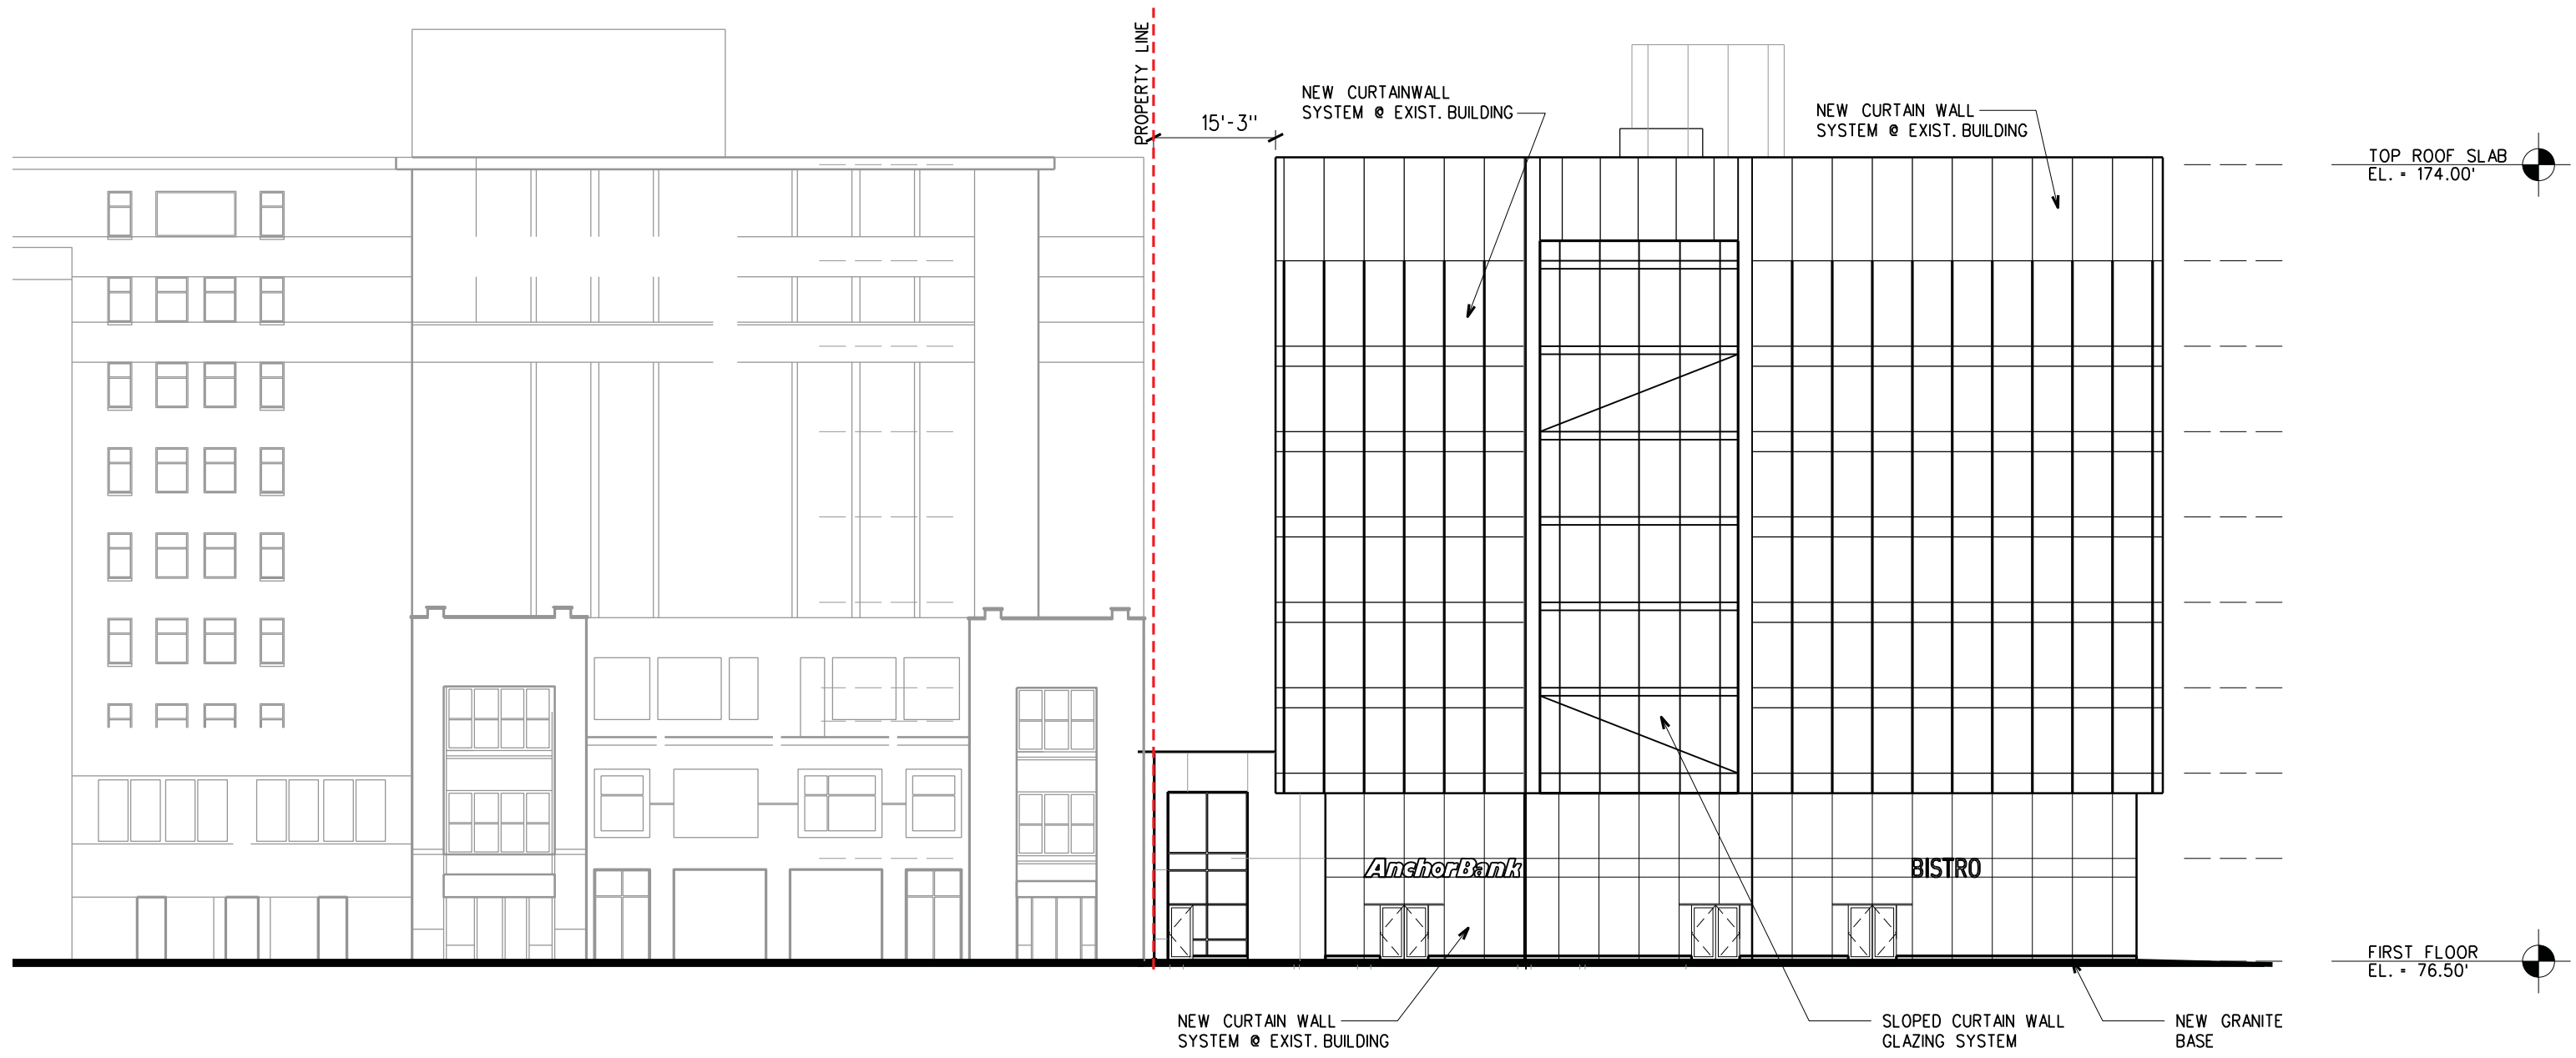 PROPERTY LINE
15'-3"
NEW CURTAINWALL
SYSTEM @ EXIST. BUILDING
NEW CURTAIN WALL
SYSTEM @ EXIST. BUILDING
TOP ROOF SLAB
EL. = 174.00'
AnchorBank
BISTRO
FIRST FLOOR
EL. = 76.50'
NEW CURTAIN WALL
SYSTEM @ EXIST. BUILDING
SLOPED CURTAIN WALL
GLAZING SYSTEM
NEW GRANITE
BASE